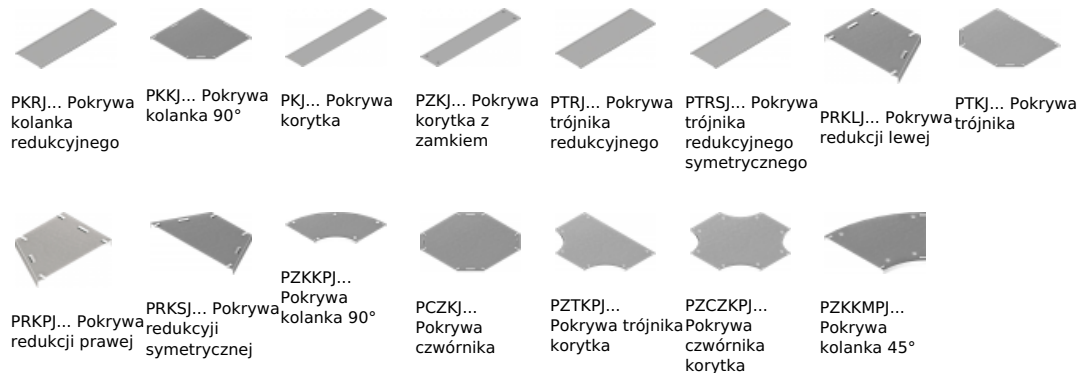 PKRJ... Pokrywa
kolanka
redukcyjnego
PKKJ... Pokrywa
kolanka 90°
PKJ... Pokrywa
korytka
PZKJ... Pokrywa
korytka z
zamkiem
PTRJ... Pokrywa
trójnika
redukcyjnego
PTRSJ... Pokrywa
trójnika
redukcyjnego
symetrycznego
PRKLJ... Pokrywa
redukcji lewej
PTKJ... Pokrywa
trójnika
PRKPJ... Pokrywa
redukcji prawej
PRKSJ... Pokrywa
redukcyji
symetrycznej
PZKKPJ...
Pokrywa
kolanka 90°
PCZKJ...
Pokrywa
czwórnika
PZTKPJ...
Pokrywa trójnika
korytka
PZCZKPJ...
Pokrywa
czwórnika
korytka
PZKKMPJ...
Pokrywa
kolanka 45°